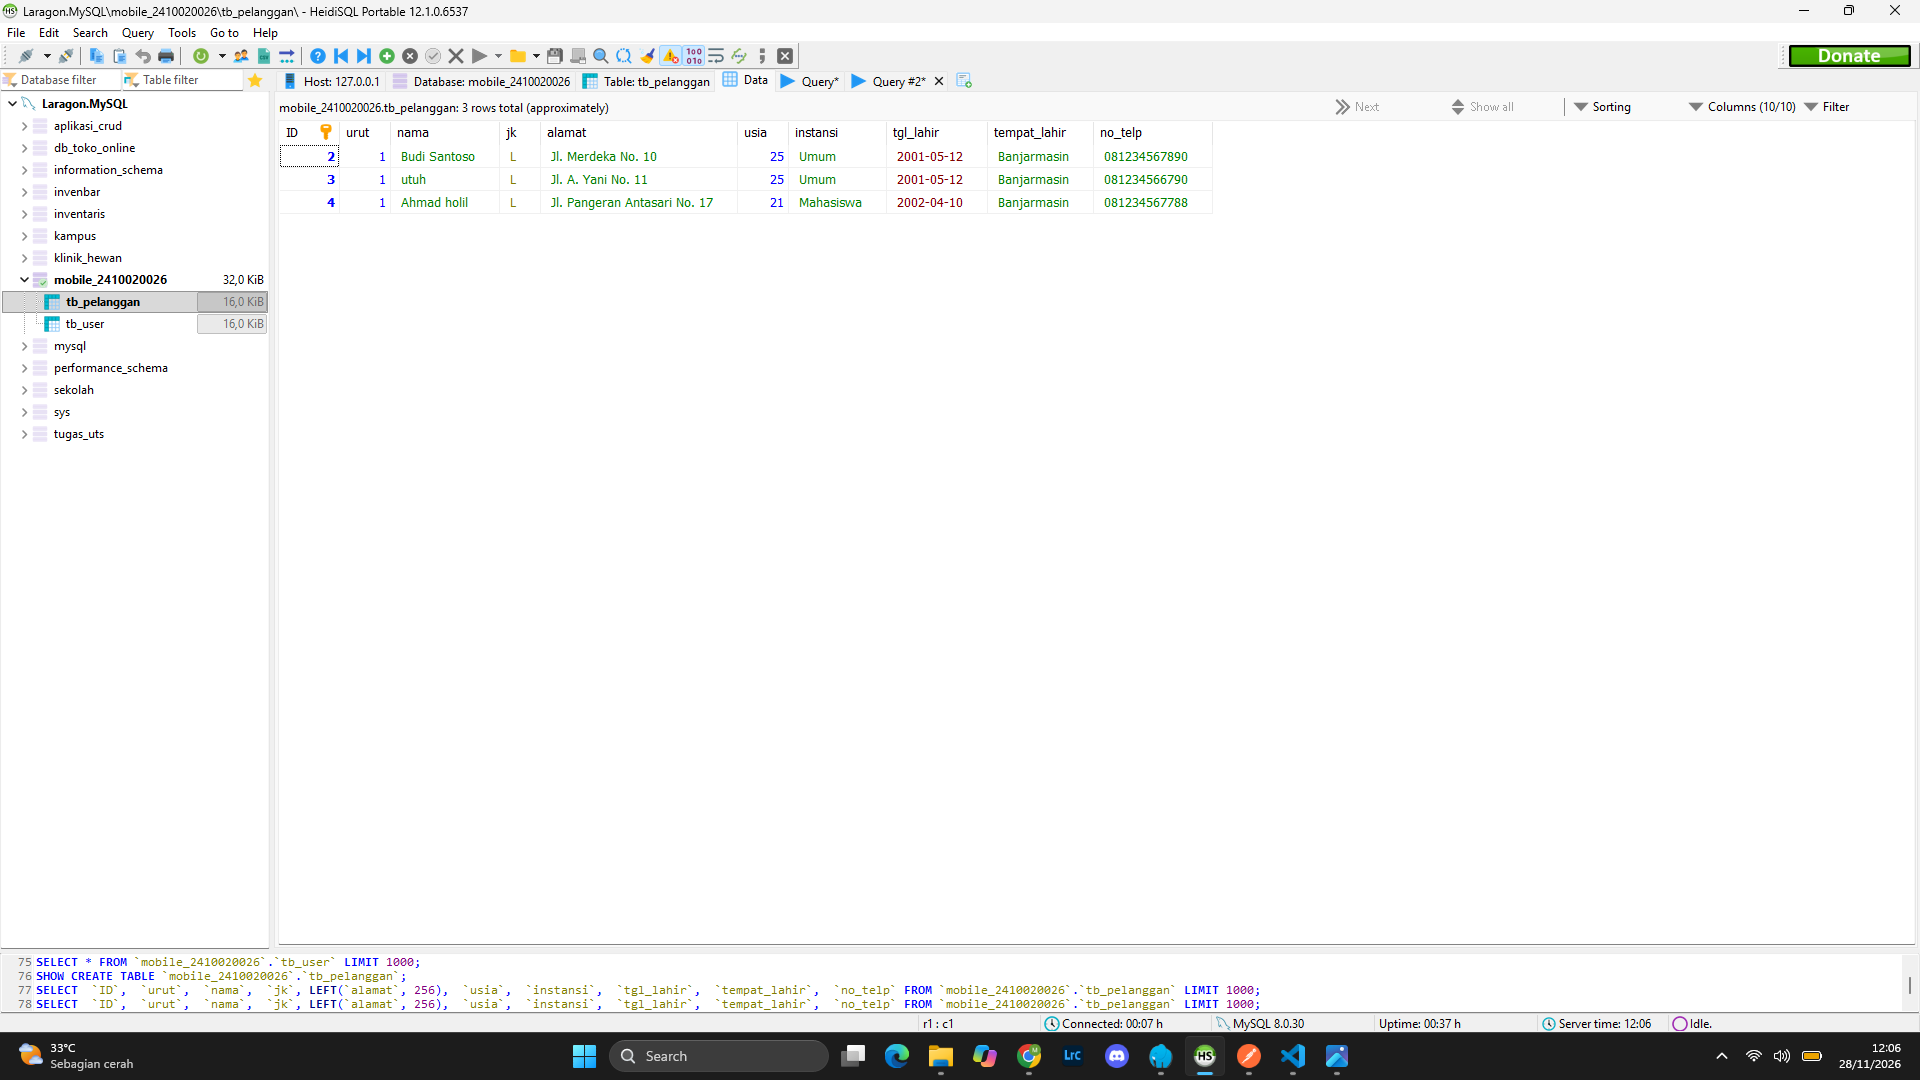 Laragon.MySQL\mobile_2410020026\tb_pelanggan\ - HeidiSQL Portable 12.1.0.6537
File Edit Search Query Tools Go to Help
Donate
Database filter Table filter Host: 127.0.0.1 Database: mobile_2410020026 Table: tb_pelanggan Data Query* Query #2*
mobile_2410020026.tb_pelanggan: 3 rows total (approximately) Next Show all Sorting Columns (10/10) Filter
ID urut nama jk alamat usia instansi tgl_lahir tempat_lahir no_telp
2 1 Budi Santoso L Jl. Merdeka No. 10 25 Umum 2001-05-12 Banjarmasin 081234567890
3 1 utuh L Jl. A. Yani No. 11 25 Umum 2001-05-12 Banjarmasin 081234566790
4 1 Ahmad holil L Jl. Pangeran Antasari No. 17 21 Mahasiswa 2002-04-10 Banjarmasin 081234567788
Laragon.MySQL
aplikasi_crud
db_toko_online
information_schema
invenbar
inventaris
kampus
klinik_hewan
mobile_2410020026 32,0 KiB
tb_pelanggan 16,0 KiB
tb_user 16,0 KiB
mysql
performance_schema
sekolah
sys
tugas_uts
75 SELECT * FROM `mobile_2410020026`.`tb_user` LIMIT 1000;
76 SHOW CREATE TABLE `mobile_2410020026`.`tb_pelanggan`;
77 SELECT `ID`, `urut`, `nama`, `jk`, LEFT(`alamat`, 256), `usia`, `instansi`, `tgl_lahir`, `tempat_lahir`, `no_telp` FROM `mobile_2410020026`.`tb_pelanggan` LIMIT 1000;
78 SELECT `ID`, `urut`, `nama`, `jk`, LEFT(`alamat`, 256), `usia`, `instansi`, `tgl_lahir`, `tempat_lahir`, `no_telp` FROM `mobile_2410020026`.`tb_pelanggan` LIMIT 1000;
r1 : c1 Connected: 00:07 h MySQL 8.0.30 Uptime: 00:37 h Server time: 12:06 Idle.
33°C
Sebagian cerah
Search
LrC
HS
12:06
28/11/2026